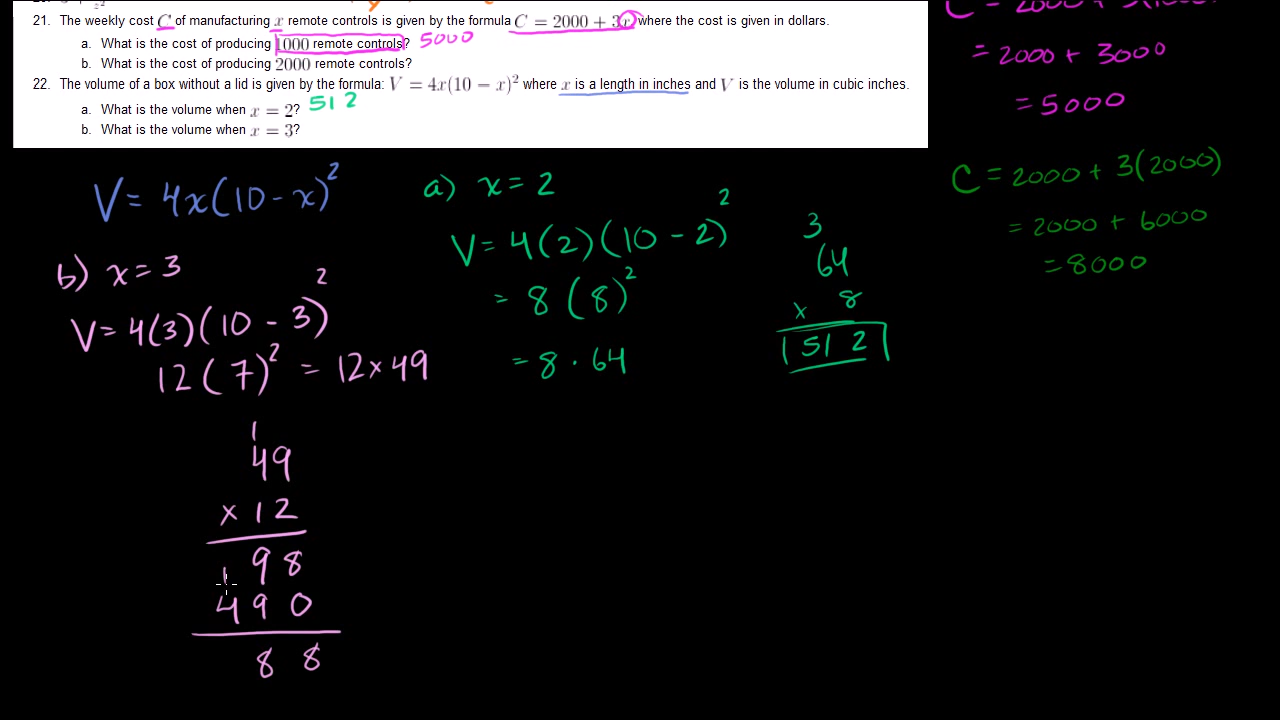 21. The weekly cost C of manufacturing x remote controls is given by the formula C = 2000 + 3x where the cost is given in dollars.
a. What is the cost of producing 1000 remote controls? 5000
b. What is the cost of producing 2000 remote controls?
22. The volume of a box without a lid is given by the formula: V = 4x(10 − x)² where x is a length in inches and V is the volume in cubic inches.
a. What is the volume when x = 2? 512
b. What is the volume when x = 3?
V = 4x(10 - x)²
b) x = 3
V = 4(3)(10 - 3)²
12(7)² = 12 x 49
1
49
x 12
98
1
490
88
a) x = 2
V = 4(2)(10 - 2)²
= 8(8)²
= 8 · 64
3
64
x 8
512
= 2000 + 3000
= 5000
C = 2000 + 3(2000)
= 2000 + 6000
= 8000